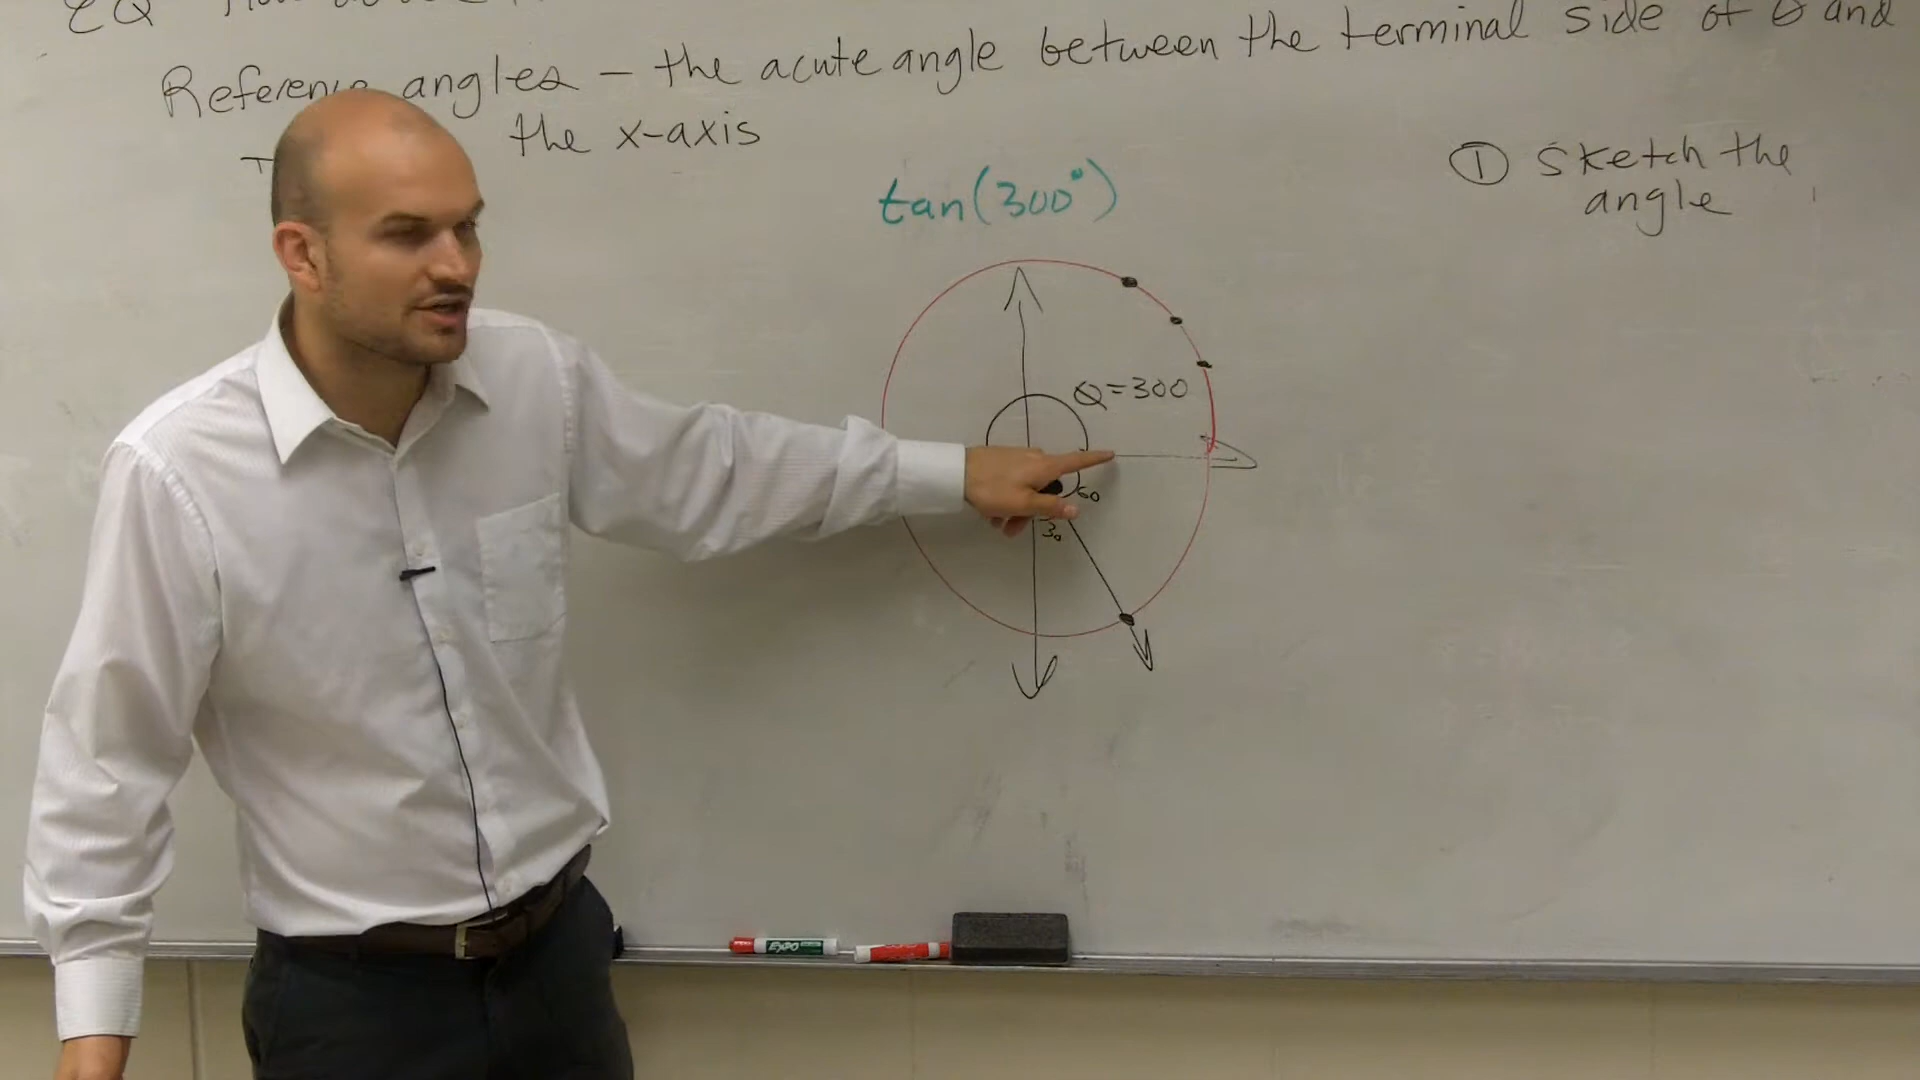 EQ
Reference angles – the acute angle between the terminal side of θ and
the x-axis
① Sketch the
angle
tan(300°)
θ=300
60
30
EXPO